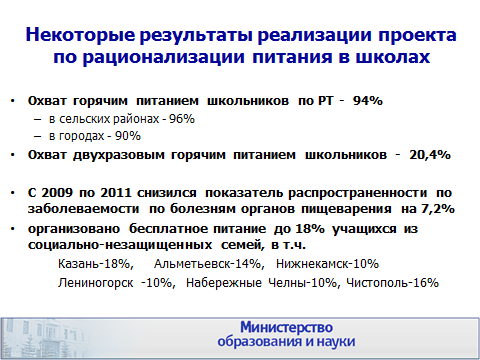 Некоторые результаты реализации проекта
по рационализации питания в школах
• Охват горячим питанием школьников по РТ - 94%
– в сельских районах - 96%
– в городах - 90%
• Охват двухразовым горячим питанием школьников - 20,4%
• С 2009 по 2011 снизился показатель распространенности по
заболеваемости по болезням органов пищеварения на 7,2%
• организовано бесплатное питание до 18% учащихся из
социально-незащищенных семей, в т.ч.
Казань-18%, Альметьевск-14%, Нижнекамск-10%
Лениногорск -10%, Набережные Челны-10%, Чистополь-16%
Министерство
образования и науки